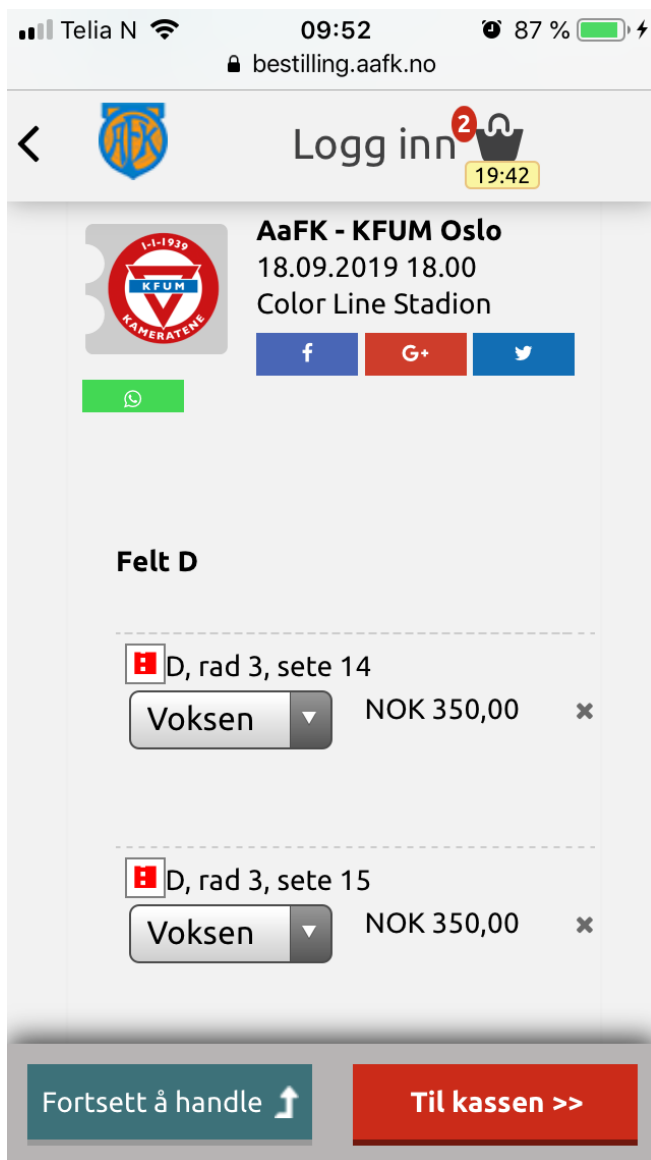 Telia N 09:52 87 %
bestilling.aafk.no
AFK
Logg inn
2
19:42
1-1-1939
KFUM
KAMERATENE
AaFK - KFUM Oslo
18.09.2019 18.00
Color Line Stadion
f G+
Felt D
D, rad 3, sete 14
Voksen NOK 350,00
D, rad 3, sete 15
Voksen NOK 350,00
Fortsett å handle Til kassen >>